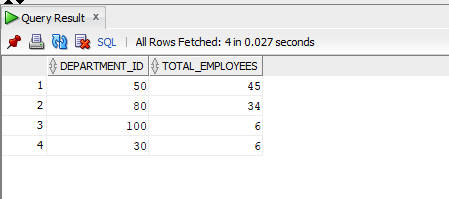 Query Result x
SQL | All Rows Fetched: 4 in 0.027 seconds
DEPARTMENT_ID TOTAL_EMPLOYEES
1 50 45
2 80 34
3 100 6
4 30 6